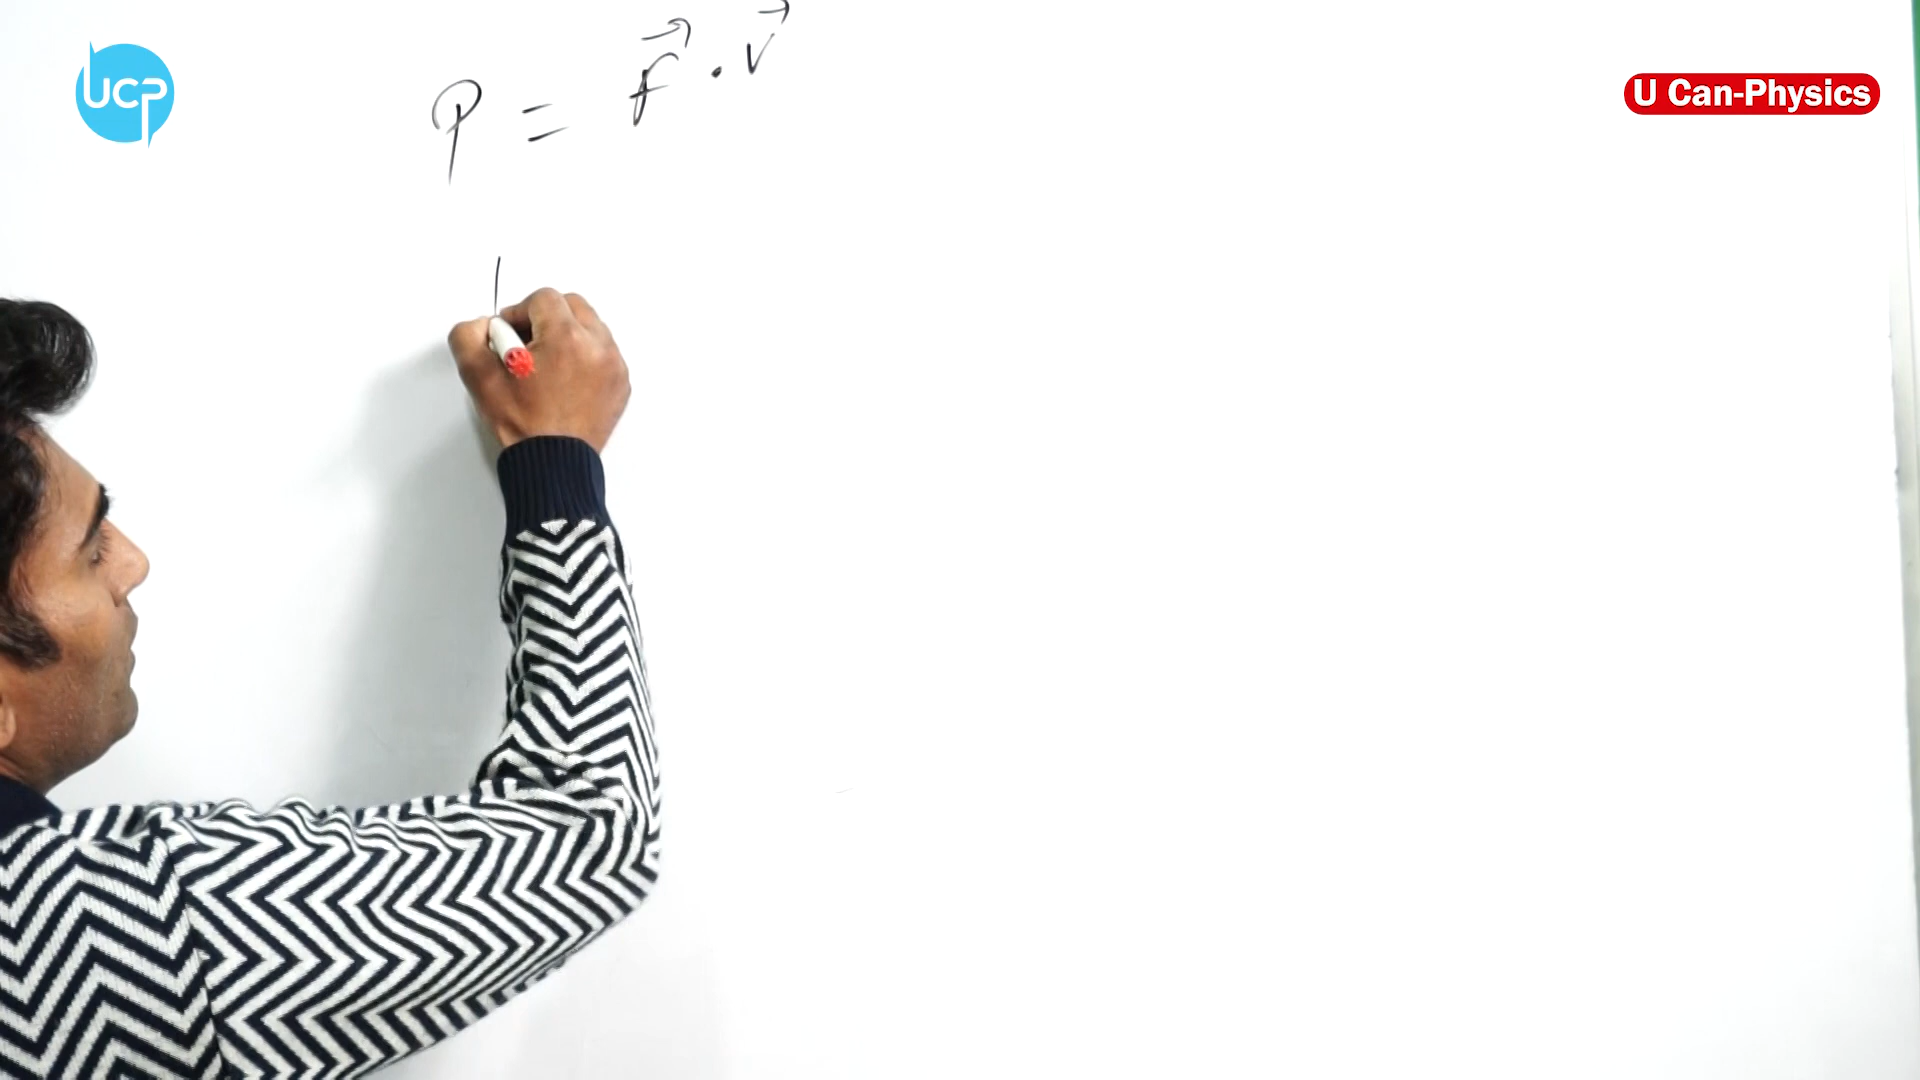 UCP
U Can-Physics
P = F⃗ . V⃗